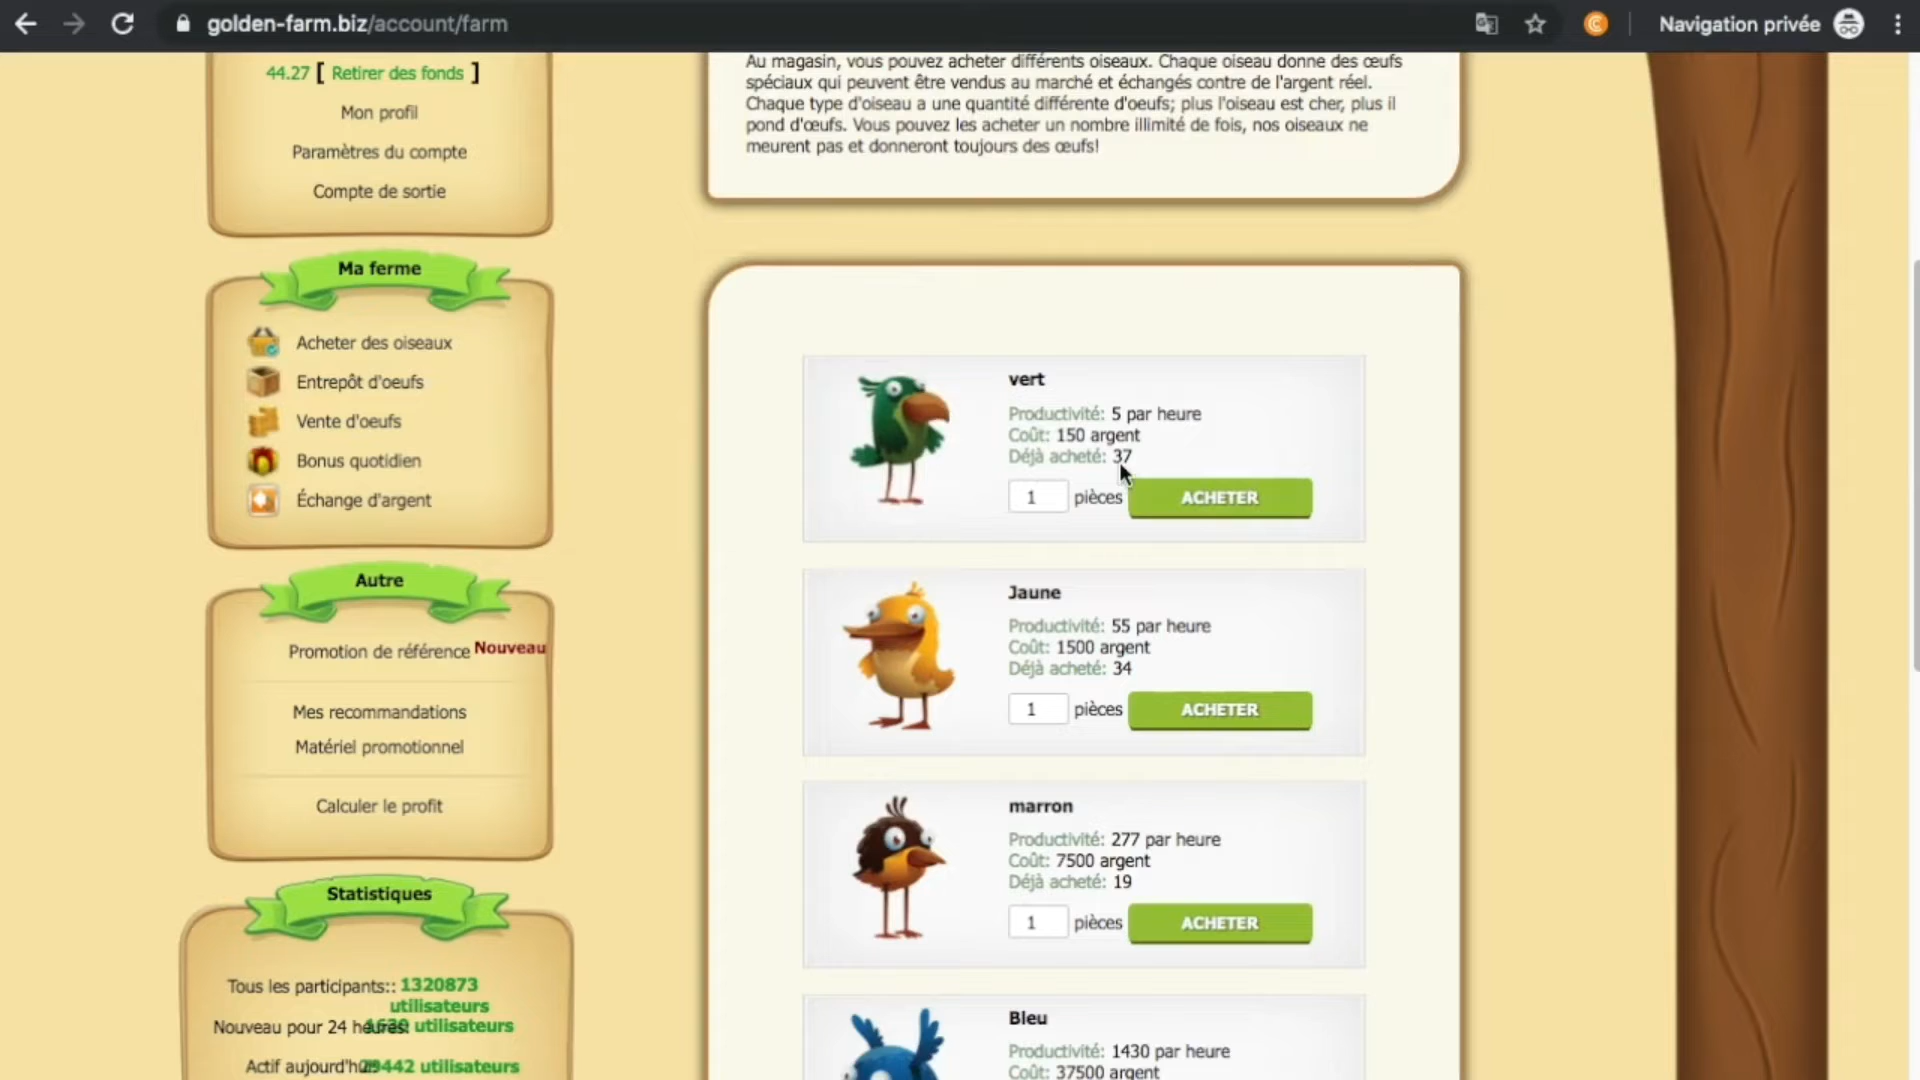 golden-farm.biz/account/farm
Navigation privée
44.27 [ Retirer des fonds ]
Mon profil
Paramètres du compte
Compte de sortie
Ma ferme
Acheter des oiseaux
Entrepôt d'oeufs
Vente d'oeufs
Bonus quotidien
Échange d'argent
Autre
Promotion de référence Nouveau
Mes recommandations
Matériel promotionnel
Calculer le profit
Statistiques
Tous les participants:: 1320873
utilisateurs
Nouveau pour 24 heures: utilisateurs
Actif aujourd'hui 29442 utilisateurs
Au magasin, vous pouvez acheter différents oiseaux. Chaque oiseau donne des œufs
spéciaux qui peuvent être vendus au marché et échangés contre de l'argent réel.
Chaque type d'oiseau a une quantité différente d'oeufs; plus l'oiseau est cher, plus il
pond d'œufs. Vous pouvez les acheter un nombre illimité de fois, nos oiseaux ne
meurent pas et donneront toujours des œufs!
vert
Productivité: 5 par heure
Coût: 150 argent
Déjà acheté: 37
1 pièces ACHETER
Jaune
Productivité: 55 par heure
Coût: 1500 argent
Déjà acheté: 34
1 pièces ACHETER
marron
Productivité: 277 par heure
Coût: 7500 argent
Déjà acheté: 19
1 pièces ACHETER
Bleu
Productivité: 1430 par heure
Coût: 37500 argent